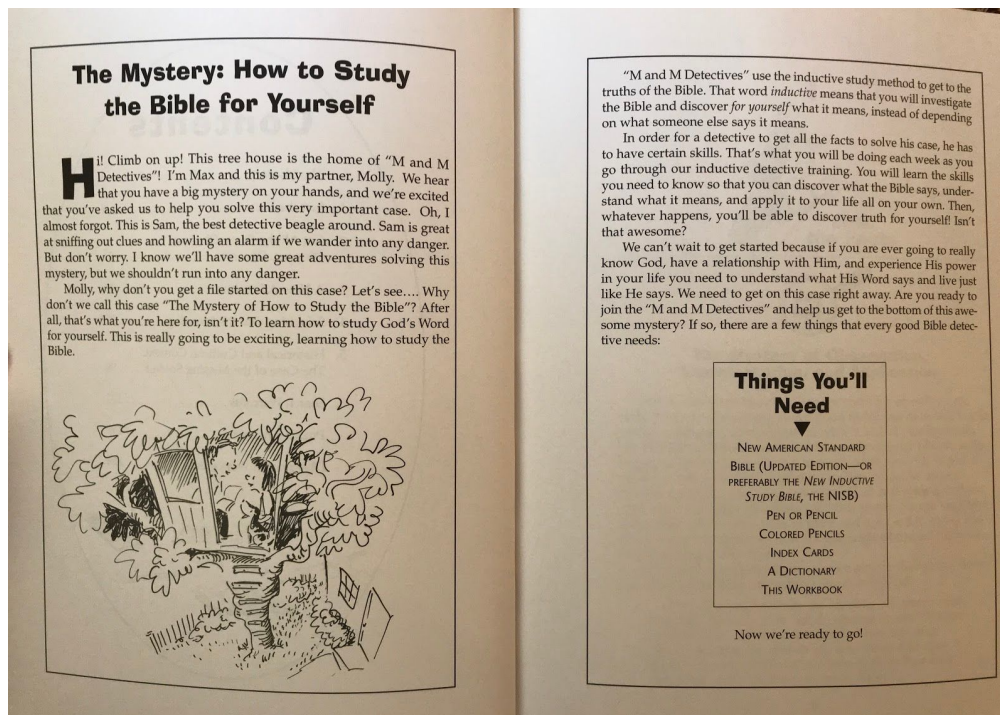 The Mystery: How to Study
the Bible for Yourself
Hi! Climb on up! This tree house is the home of "M and M
Detectives"! I'm Max and this is my partner, Molly. We hear
that you have a big mystery on your hands, and we're excited
that you've asked us to help you solve this very important case. Oh, I
almost forgot. This is Sam, the best detective beagle around. Sam is great
at sniffing out clues and howling an alarm if we wander into any danger.
But don't worry. I know we'll have some great adventures solving this
mystery, but we shouldn't run into any danger.
Molly, why don't you get a file started on this case? Let's see.... Why
don't we call this case "The Mystery of How to Study the Bible"? After
all, that's what you're here for, isn't it? To learn how to study God's Word
for yourself. This is really going to be exciting, learning how to study the
Bible.
"M and M Detectives" use the inductive study method to get to the
truths of the Bible. That word inductive means that you will investigate
the Bible and discover for yourself what it means, instead of depending
on what someone else says it means.
In order for a detective to get all the facts to solve his case, he has
to have certain skills. That's what you will be doing each week as you
go through our inductive detective training. You will learn the skills
you need to know so that you can discover what the Bible says, under-
stand what it means, and apply it to your life all on your own. Then,
whatever happens, you'll be able to discover truth for yourself! Isn't
that awesome?
We can't wait to get started because if you are ever going to really
know God, have a relationship with Him, and experience His power
in your life you need to understand what His Word says and live just
like He says. We need to get on this case right away. Are you ready to
join the "M and M Detectives" and help us get to the bottom of this awe-
some mystery? If so, there are a few things that every good Bible detec-
tive needs:
Things You'll
Need
New American Standard
Bible (Updated Edition—or
preferably the New Inductive
Study Bible, the NISB)
Pen or Pencil
Colored Pencils
Index Cards
A Dictionary
This Workbook
Now we're ready to go!